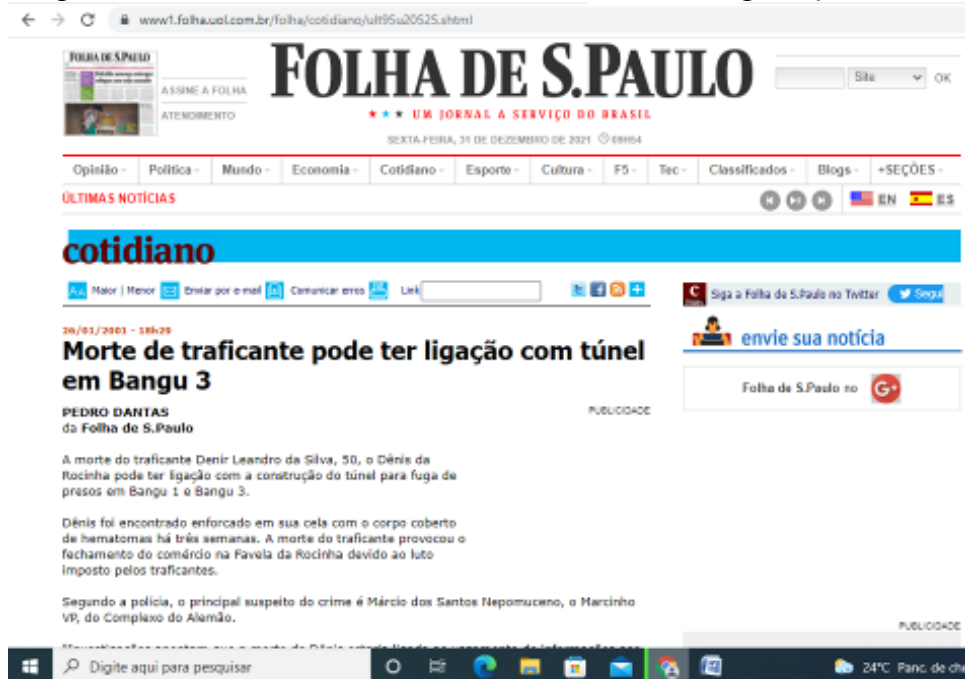 www1.folha.uol.com.br/folha/cotidiano/ult95u20525.shtml
FOLHA DE S.PAULO
ASSINE A FOLHA
ATENDIMENTO
FOLHA DE S.PAULO
★ ★ ★ UM JORNAL A SERVIÇO DO BRASIL
SEXTA-FEIRA, 31 DE DEZEMBRO DE 2021 09H54
Site OK
Opinião Política Mundo Economia Cotidiano Esporte Cultura F5 Tec Classificados Blogs +SEÇÕES
ÚLTIMAS NOTÍCIAS
EN ES
cotidiano
Maior | Menor Enviar por e-mail Comunicar erros Link
Siga a Folha de S.Paulo no Twitter
envie sua notícia
Folha de S.Paulo no G+
26/01/2001 - 18h29
Morte de traficante pode ter ligação com túnel
em Bangu 3
PEDRO DANTAS
da Folha de S.Paulo
PUBLICIDADE
A morte do traficante Denir Leandro da Silva, 50, o Dênis da
Rocinha pode ter ligação com a construção do túnel para fuga de
presos em Bangu 1 e Bangu 3.
Dênis foi encontrado enforcado em sua cela com o corpo coberto
de hematomas há três semanas. A morte do traficante provocou o
fechamento do comércio na Favela da Rocinha devido ao luto
imposto pelos traficantes.
Segundo a polícia, o principal suspeito do crime é Márcio dos Santos Nepomuceno, o Marcinho
VP, do Complexo do Alemão.
PUBLICIDADE
Digite aqui para pesquisar
24°C Panc. de